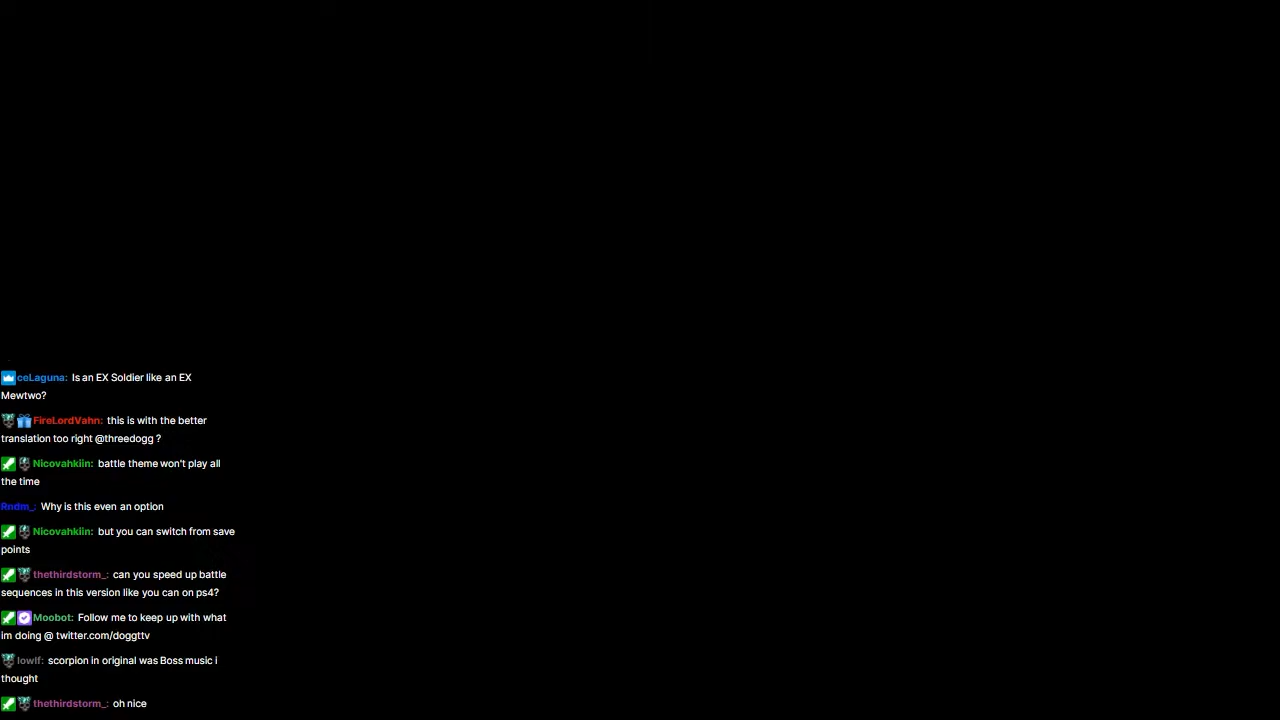 ceLaguna: Is an EX Soldier like an EX
Mewtwo?
FireLordVahn: this is with the better
translation too right @threedogg ?
Nicovahkiin: battle theme won't play all
the time
Rndm_: Why is this even an option
Nicovahkiin: but you can switch from save
points
thethirdstorm_: can you speed up battle
sequences in this version like you can on ps4?
Moobot: Follow me to keep up with what
im doing @ twitter.com/doggttv
lowlf: scorpion in original was Boss music i
thought
thethirdstorm_: oh nice